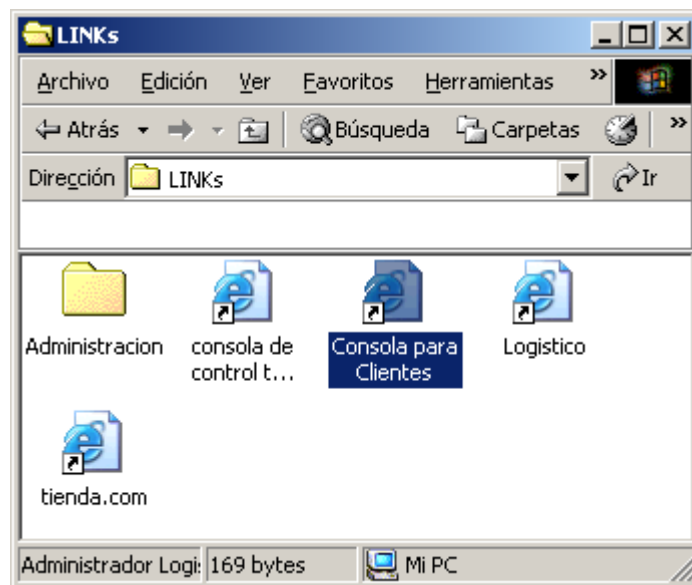 LINKs
Archivo Edición Ver Favoritos Herramientas »
Atrás Búsqueda Carpetas »
Dirección LINKs Ir
Administracion consola de control t... Consola para Clientes Logistico
tienda.com
Administrador Logi: 169 bytes Mi PC